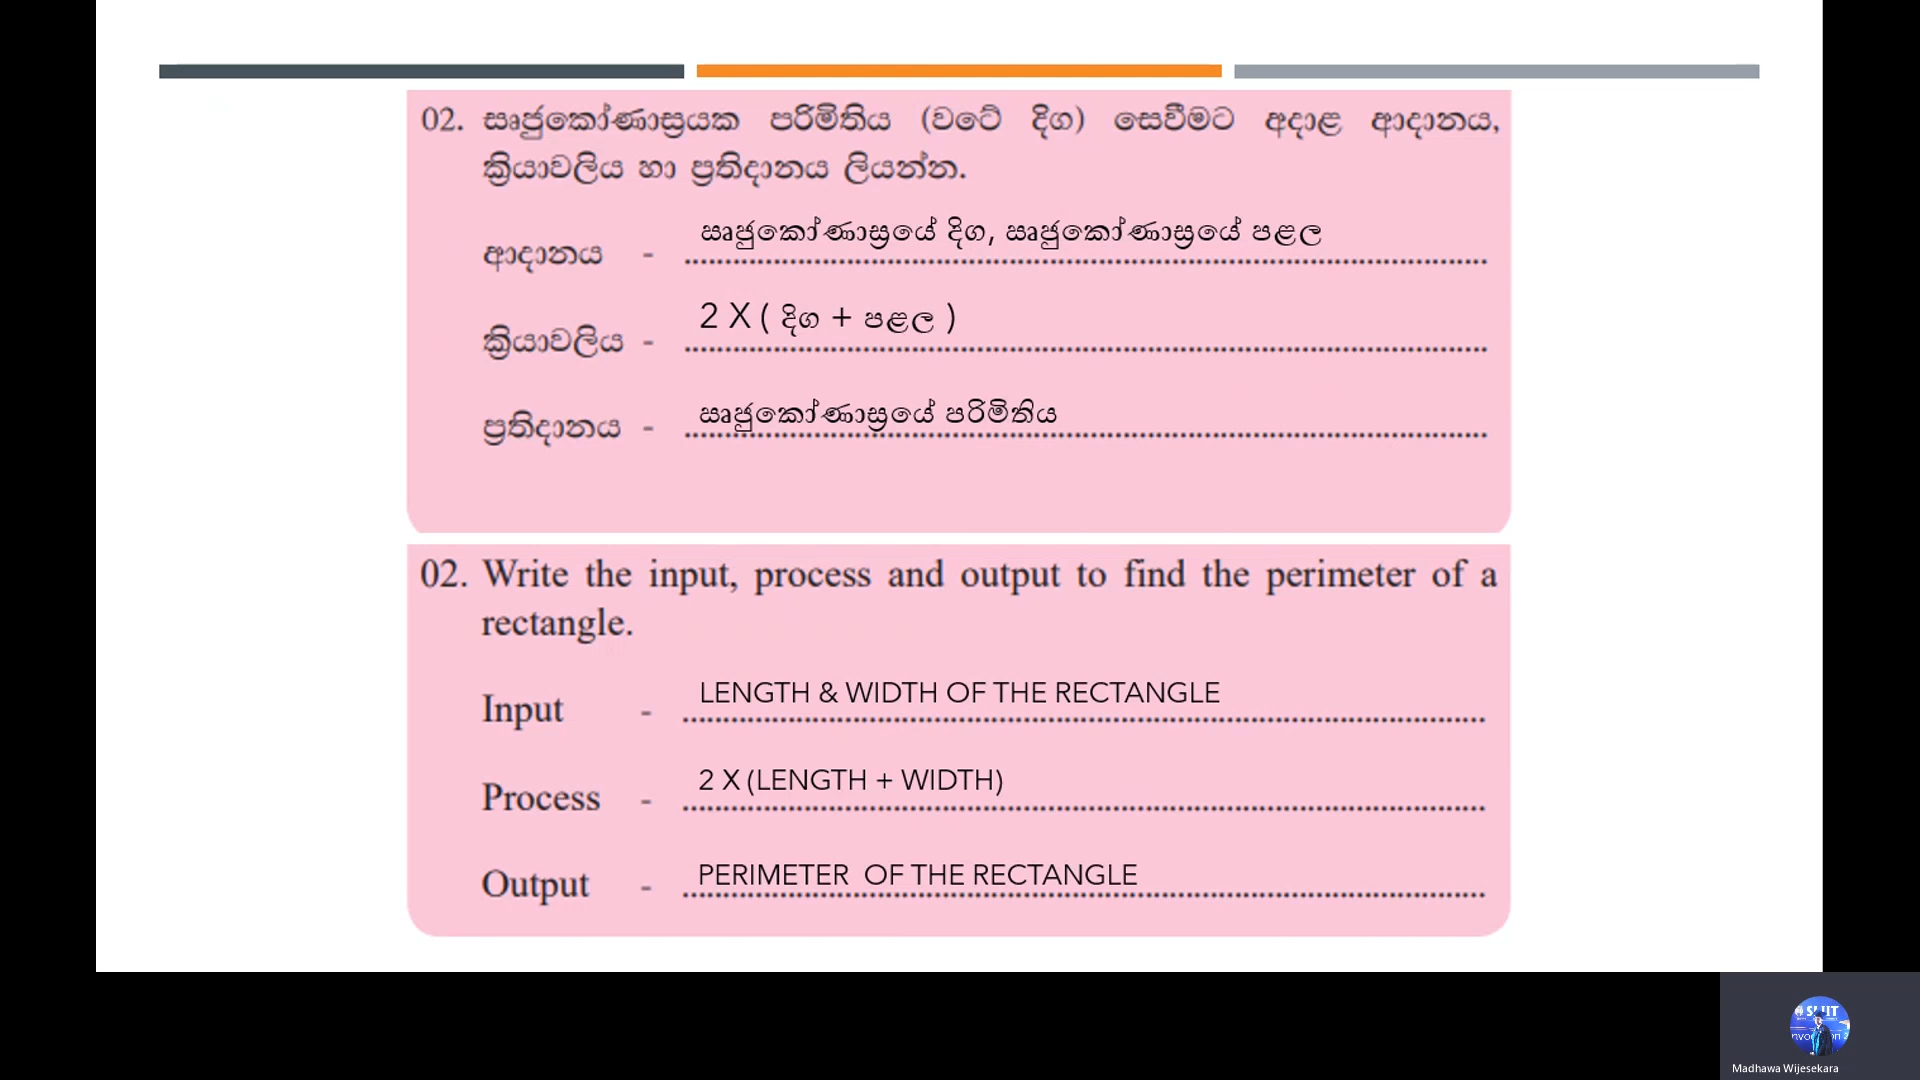 02. සෘජුකෝණාස්‍රයක පරිමිතිය (වටේ දිග) සෙවීමට අදාළ ආදානය,
ක්‍රියාවලිය හා ප්‍රතිදානය ලියන්න.
ආදානය - සෘජුකෝණාස්‍රයේ දිග, සෘජුකෝණාස්‍රයේ පළල
ක්‍රියාවලිය - 2 X ( දිග + පළල )
ප්‍රතිදානය - සෘජුකෝණාස්‍රයේ පරිමිතිය
02. Write the input, process and output to find the perimeter of a
rectangle.
Input - LENGTH & WIDTH OF THE RECTANGLE
Process - 2 X (LENGTH + WIDTH)
Output - PERIMETER OF THE RECTANGLE
Madhawa Wijesekara